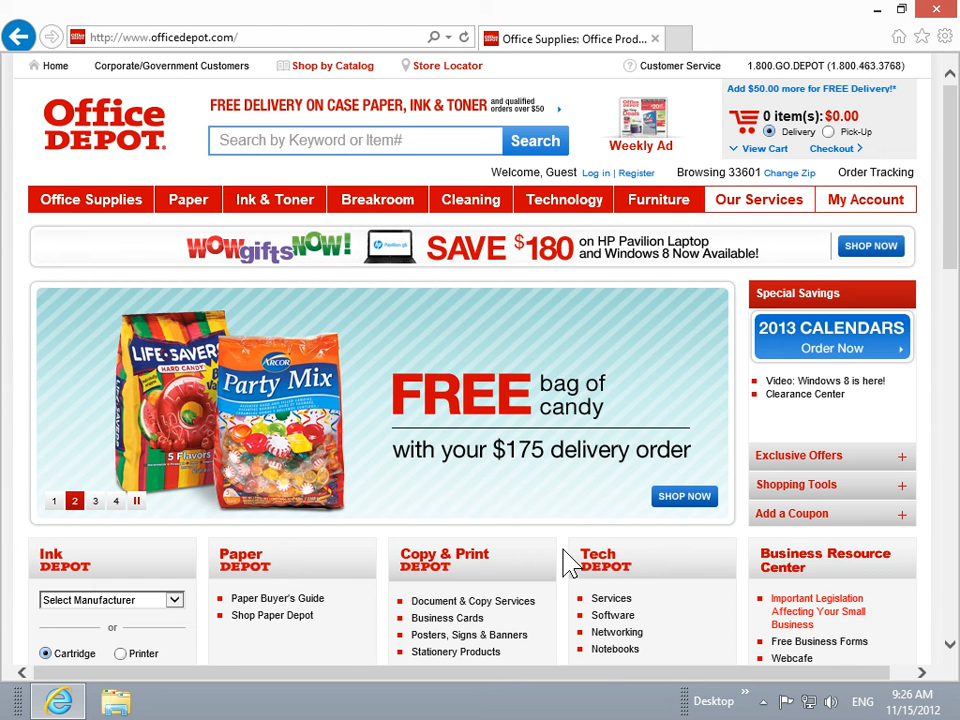 http://www.officedepot.com/
Office Supplies: Office Prod...
Home
Corporate/Government Customers
Shop by Catalog
Store Locator
Customer Service
1.800.GO.DEPOT (1.800.463.3768)
Office DEPOT.
FREE DELIVERY ON CASE PAPER, INK & TONER and qualified orders over $50
Search by Keyword or Item#
Search
Weekly Ad
Add $50.00 more for FREE Delivery!*
0 item(s): $0.00
Delivery
Pick-Up
View Cart
Checkout
Welcome, Guest Log in | Register
Browsing 33601 Change Zip
Order Tracking
Office Supplies
Paper
Ink & Toner
Breakroom
Cleaning
Technology
Furniture
Our Services
My Account
WOW gifts NOW!
SAVE $180 on HP Pavilion Laptop
and Windows 8 Now Available!
SHOP NOW
LIFE SAVERS
HARD CANDY
5 Flavors
ARCOR
Party Mix
FREE bag of
candy
with your $175 delivery order
SHOP NOW
1 2 3 4
Special Savings
2013 CALENDARS
Order Now
Video: Windows 8 is here!
Clearance Center
Exclusive Offers
Shopping Tools
Add a Coupon
Ink
DEPOT
Select Manufacturer
or
Cartridge
Printer
Paper
DEPOT
Paper Buyer's Guide
Shop Paper Depot
Copy & Print
DEPOT
Document & Copy Services
Business Cards
Posters, Signs & Banners
Stationery Products
Tech
DEPOT
Services
Software
Networking
Notebooks
Business Resource
Center
Important Legislation
Affecting Your Small
Business
Free Business Forms
Webcafe
Desktop
ENG
9:26 AM
11/15/2012